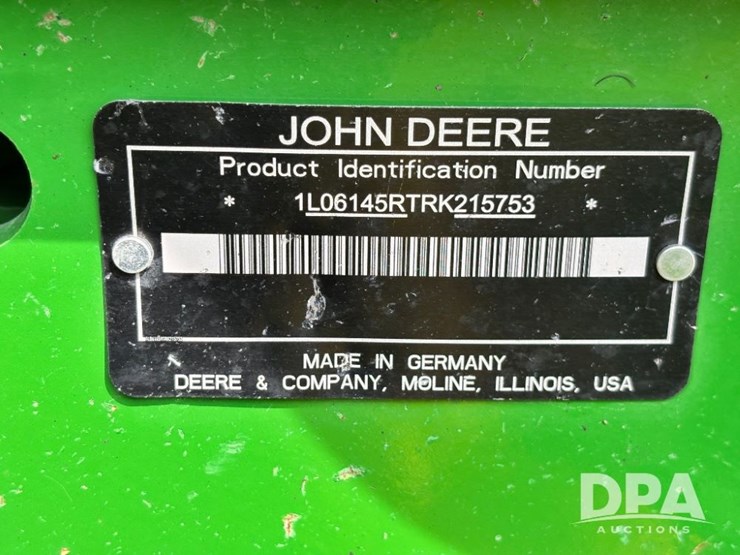 JOHN DEERE
Product Identification Number
* 1L06145RTRK215753 *
MADE IN GERMANY
DEERE & COMPANY, MOLINE, ILLINOIS, USA
DPA
AUCTIONS